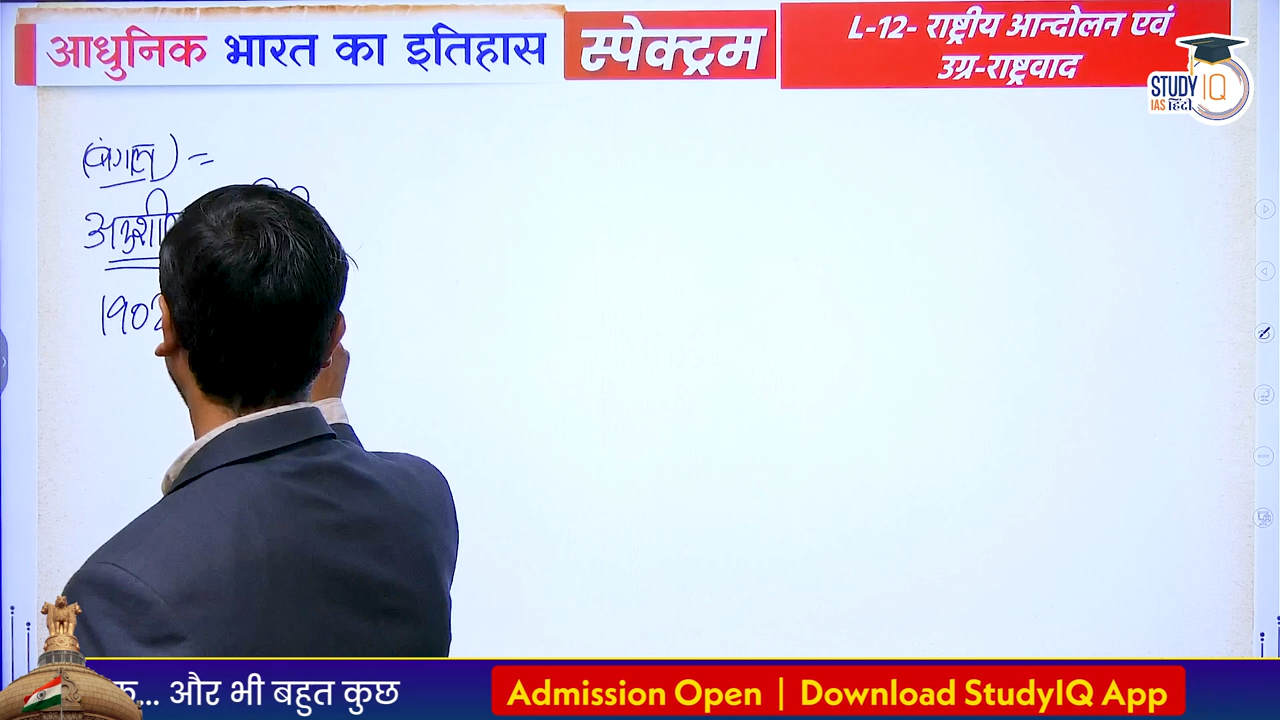 आधुनिक भारत का इतिहास
स्पेक्ट्रम
L-12- राष्ट्रीय आन्दोलन एवं
उग्र-राष्ट्रवाद
STUDY IQ
IAS हिंदी
(बंगाल) =
1902
... और भी बहुत कुछ
Admission Open | Download StudyIQ App